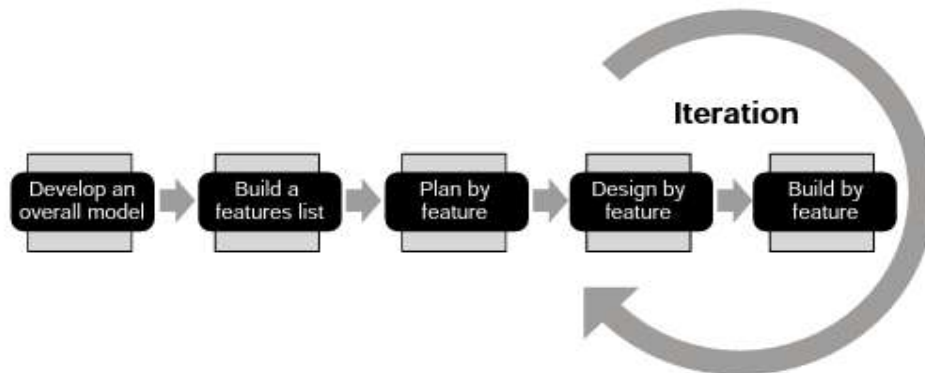 Iteration
Develop an
overall model
Build a
features list
Plan by
feature
Design by
feature
Build by
feature